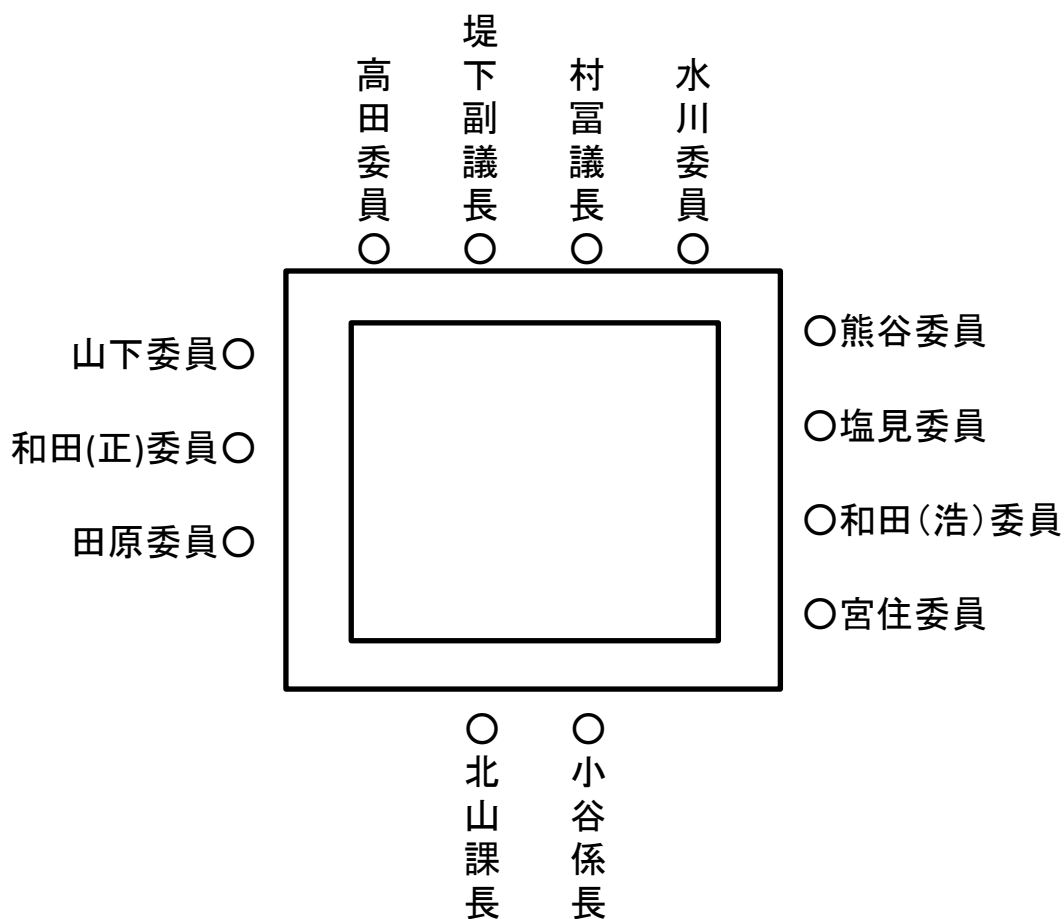 高田委員○
堤下副議長○
村冨議長○
水川委員○
山下委員○
和田(正)委員○
田原委員○
○熊谷委員
○塩見委員
○和田(浩)委員
○宮住委員
○北山課長
○小谷係長